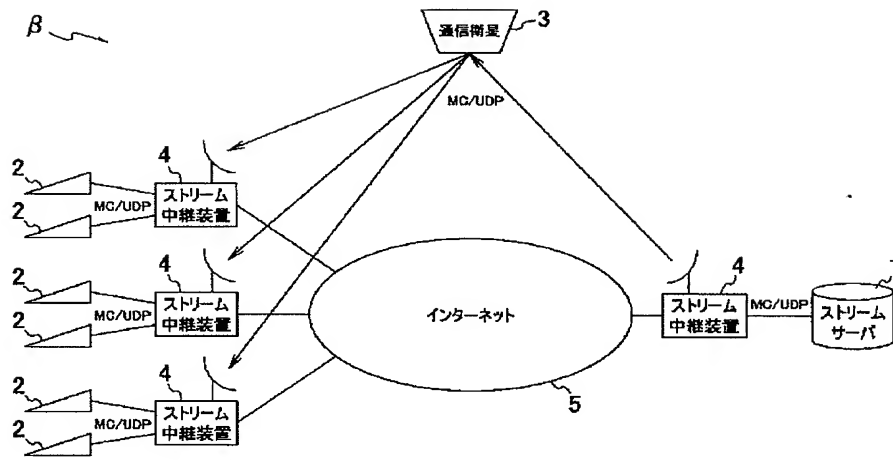 β
通信衛星
3
MC/UDP
2
4
ストリーム
中継装置
MC/UDP
2
2
4
ストリーム
中継装置
MC/UDP
2
インターネット
5
4
ストリーム
中継装置
MC/UDP
ストリーム
サーバ
2
4
ストリーム
中継装置
MC/UDP
2